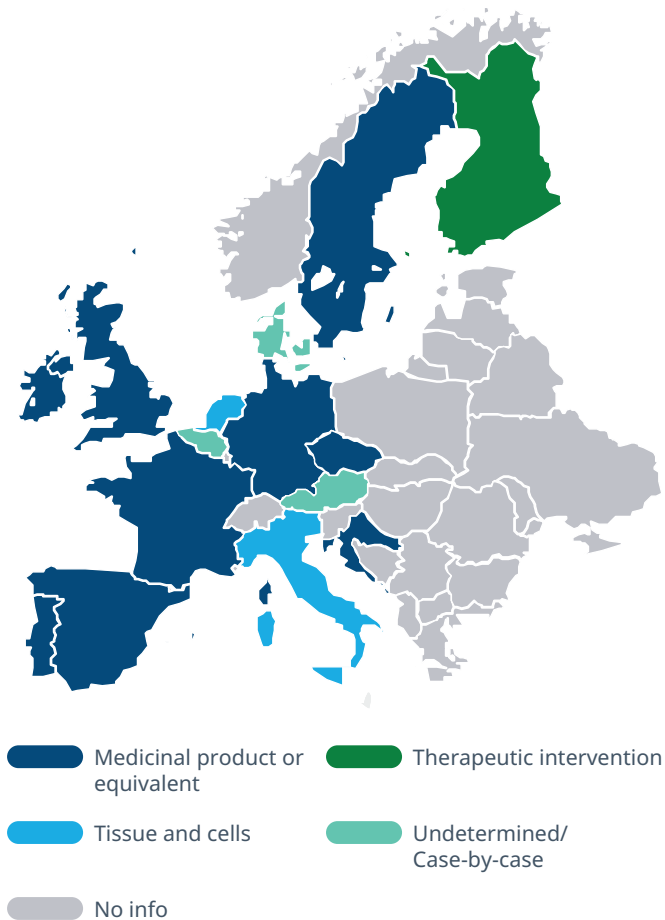 Medicinal product or
equivalent
Therapeutic intervention
Tissue and cells
Undetermined/
Case-by-case
No info